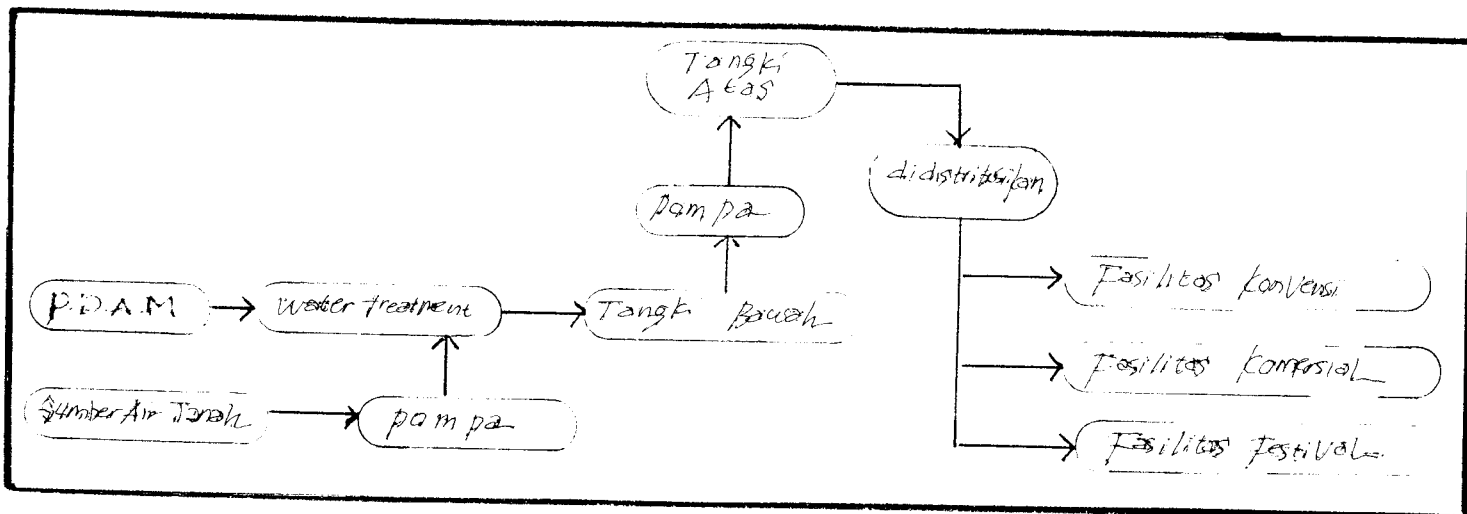 Tangki
Atas
didistribusikan
pompa
P.D.A.M
water treatment
Tangki Bawah
Fasilitas Konvensi
Fasilitas Komersial
Sumber Air Tanah
pompa
Fasilitas Festival